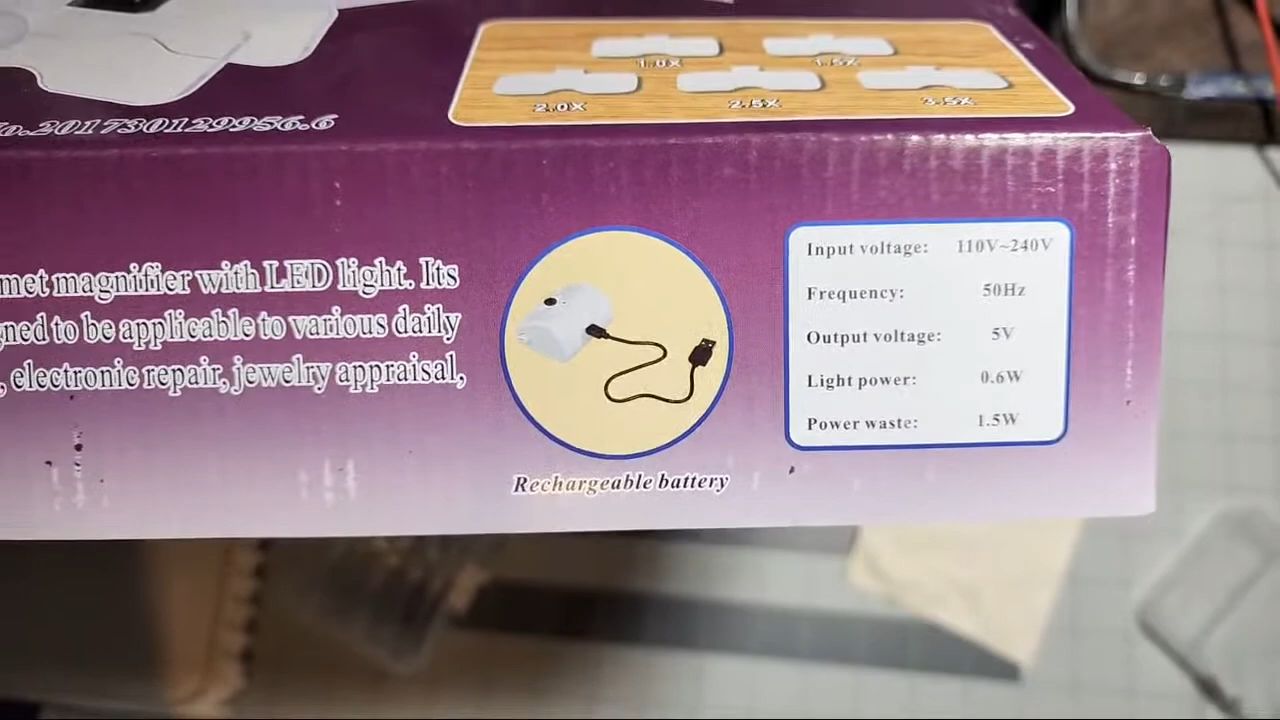 1.0X 1.5X
2.0X 2.5X 3.5X
o.201730129956.6
met magnifier with LED light. Its
ned to be applicable to various daily
, electronic repair, jewelry appraisal,
Rechargeable battery
Input voltage: 110V~240V
Frequency: 50Hz
Output voltage: 5V
Light power: 0.6W
Power waste: 1.5W